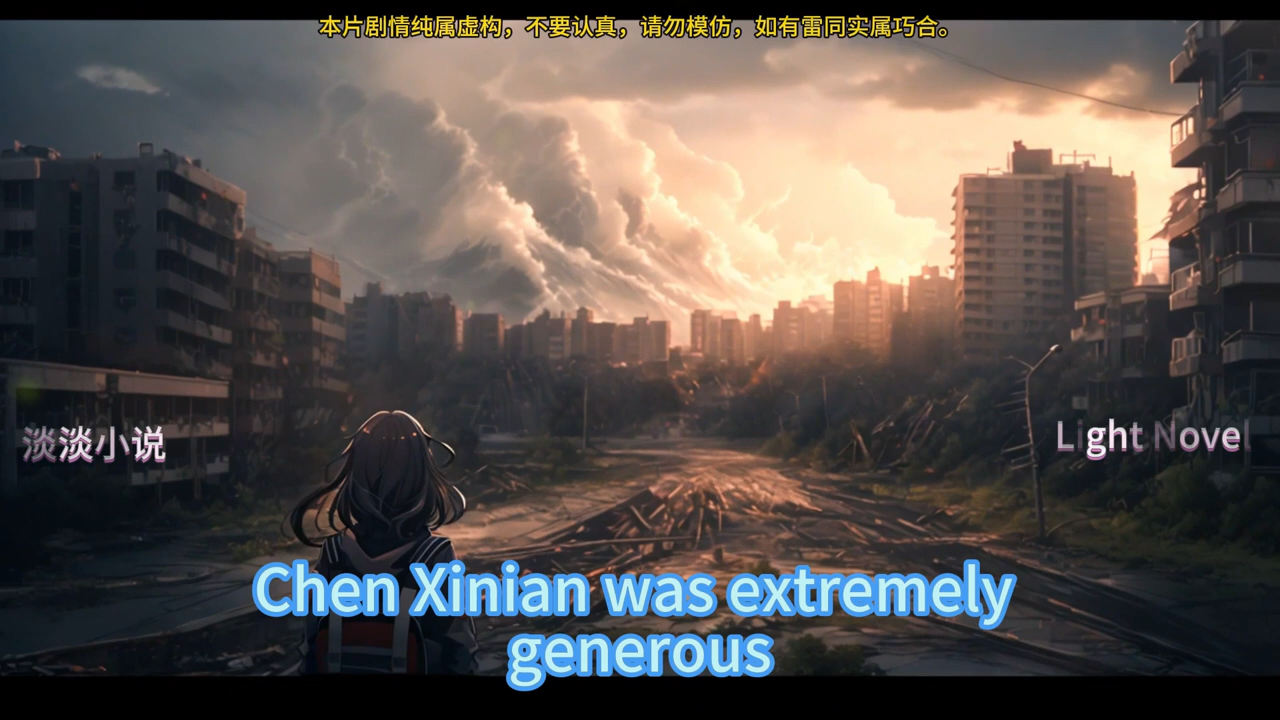 本片剧情纯属虚构，不要认真，请勿模仿，如有雷同实属巧合。
淡淡小说
Light Novel
Chen Xinian was extremely
generous